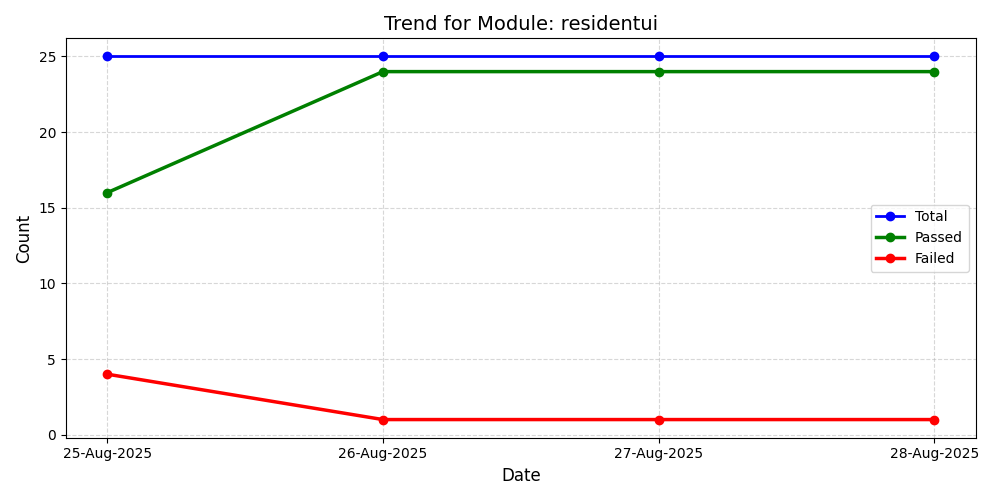 Trend for Module: residentui
Count
25
20
15
10
5
0
Total
Passed
Failed
25-Aug-2025
26-Aug-2025
27-Aug-2025
28-Aug-2025
Date